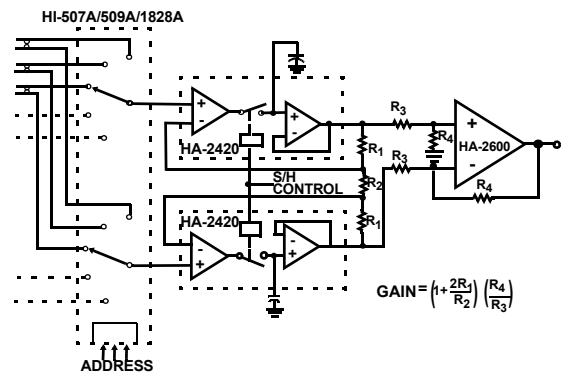 HI-507A/509A/1828A
+
-
HA-2420
-
+
R3
R3
R1
R2
R1
R4
+
-
HA-2600
R4
S/H
CONTROL
HA-2420
-
+
-
+
GAIN = (1+ 2R1/R2) (R4/R3)
ADDRESS